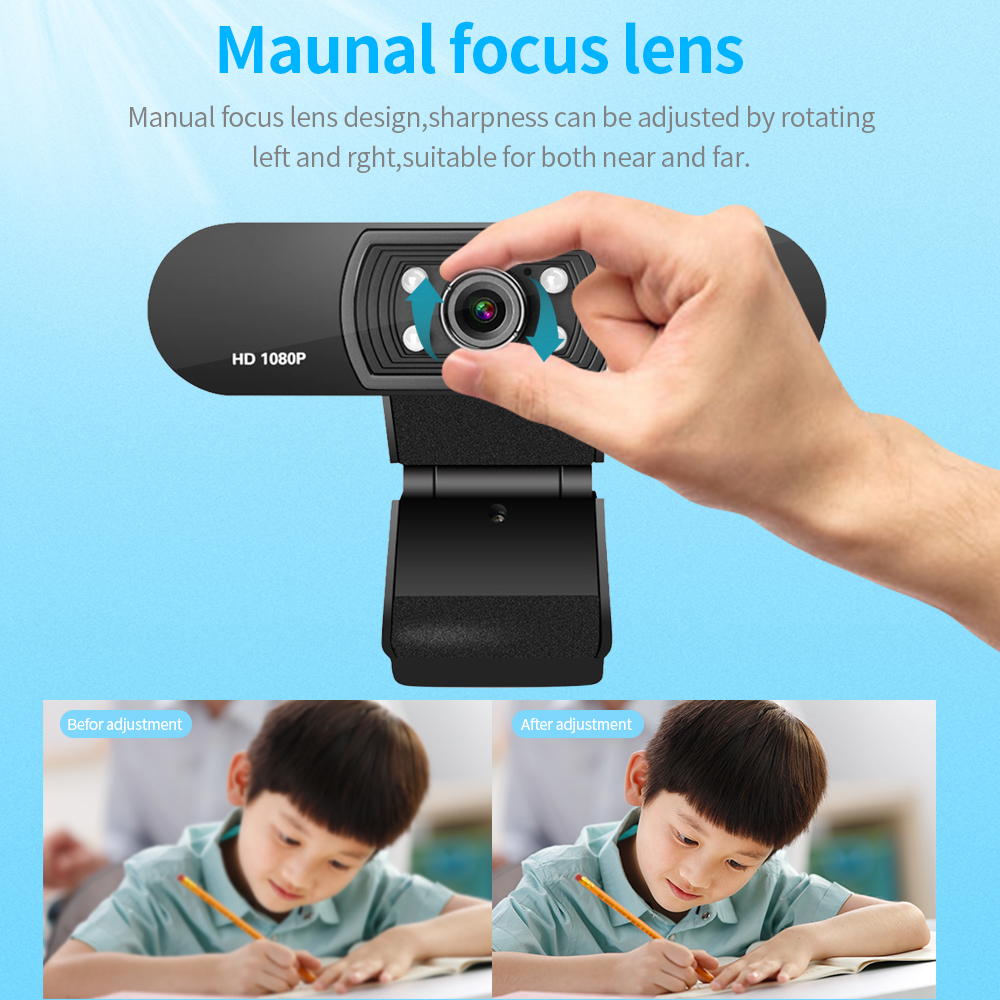 Maunal focus lens
Manual focus lens design,sharpness can be adjusted by rotating
left and rght,suitable for both near and far.
HD 1080P
Befor adjustment
After adjustment